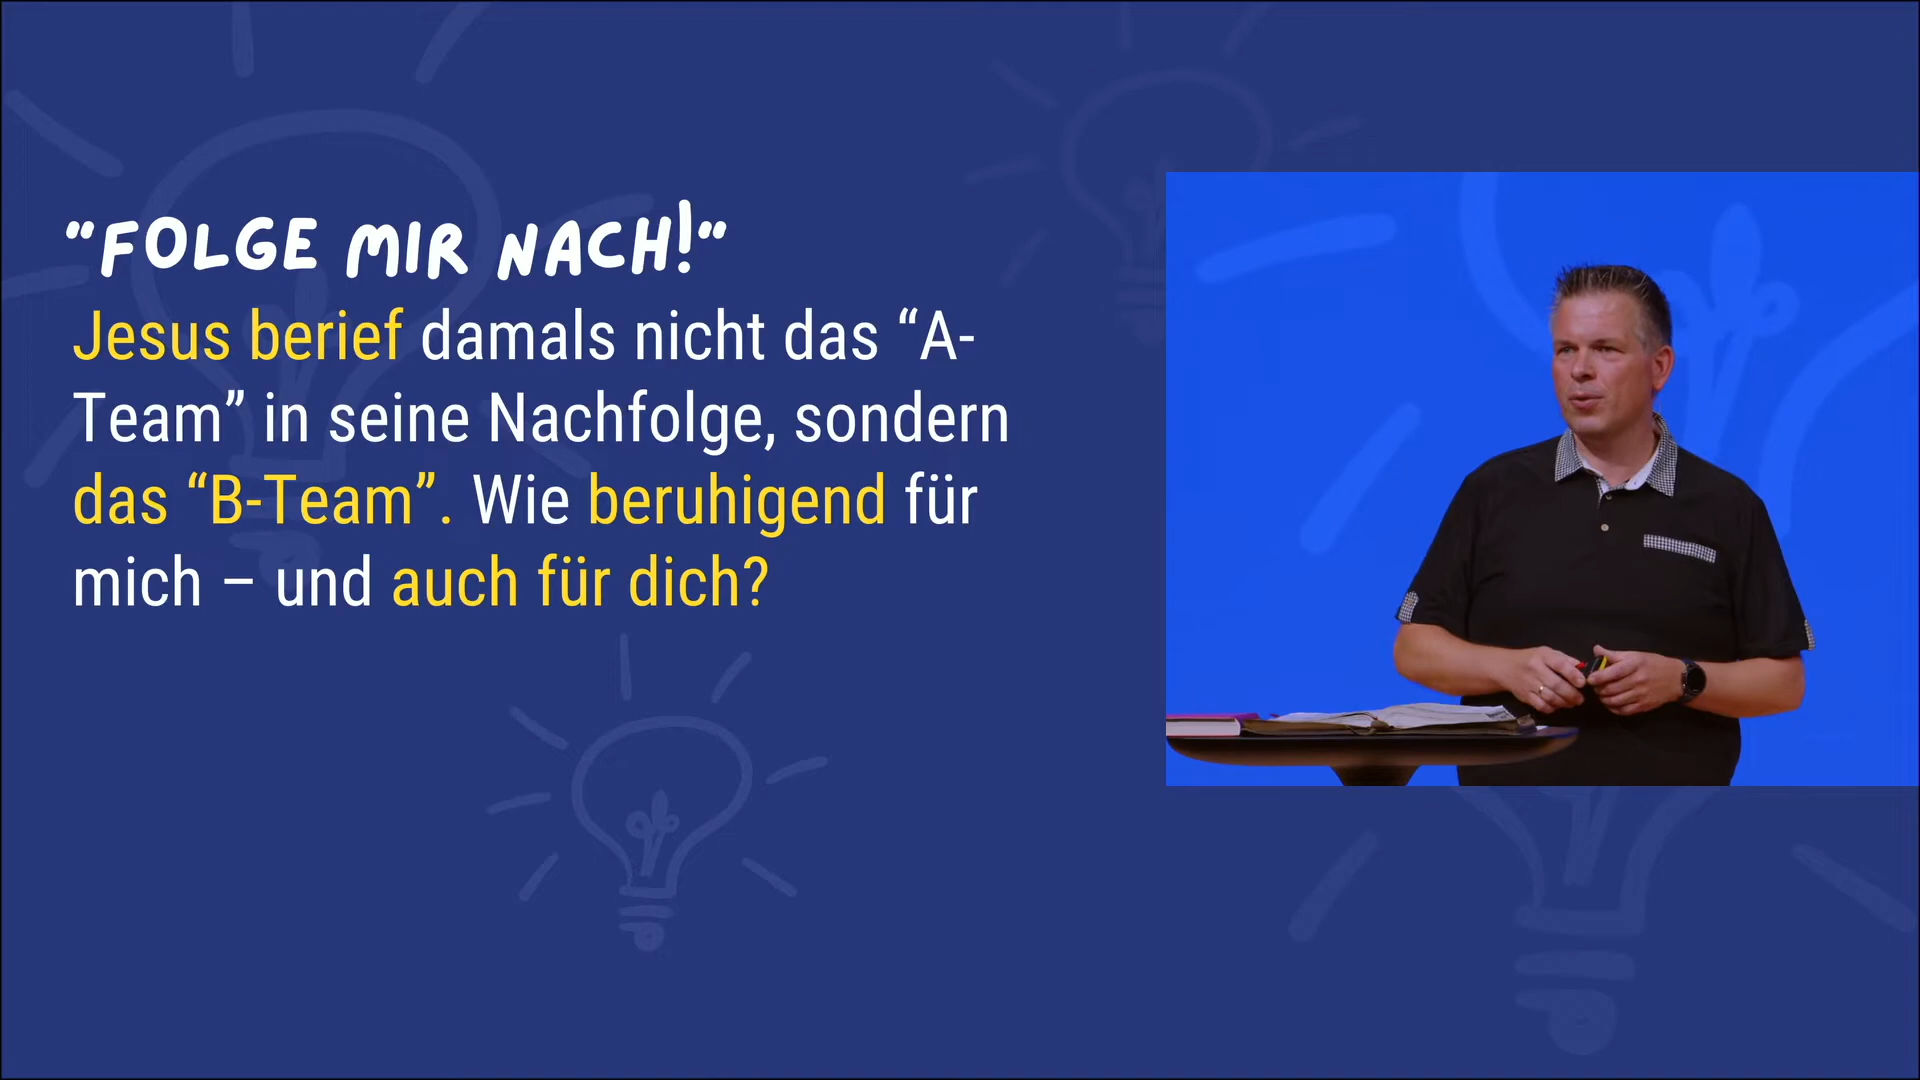 "FOLGE MIR NACH!"
Jesus berief damals nicht das “A-
Team” in seine Nachfolge, sondern
das “B-Team”. Wie beruhigend für
mich – und auch für dich?